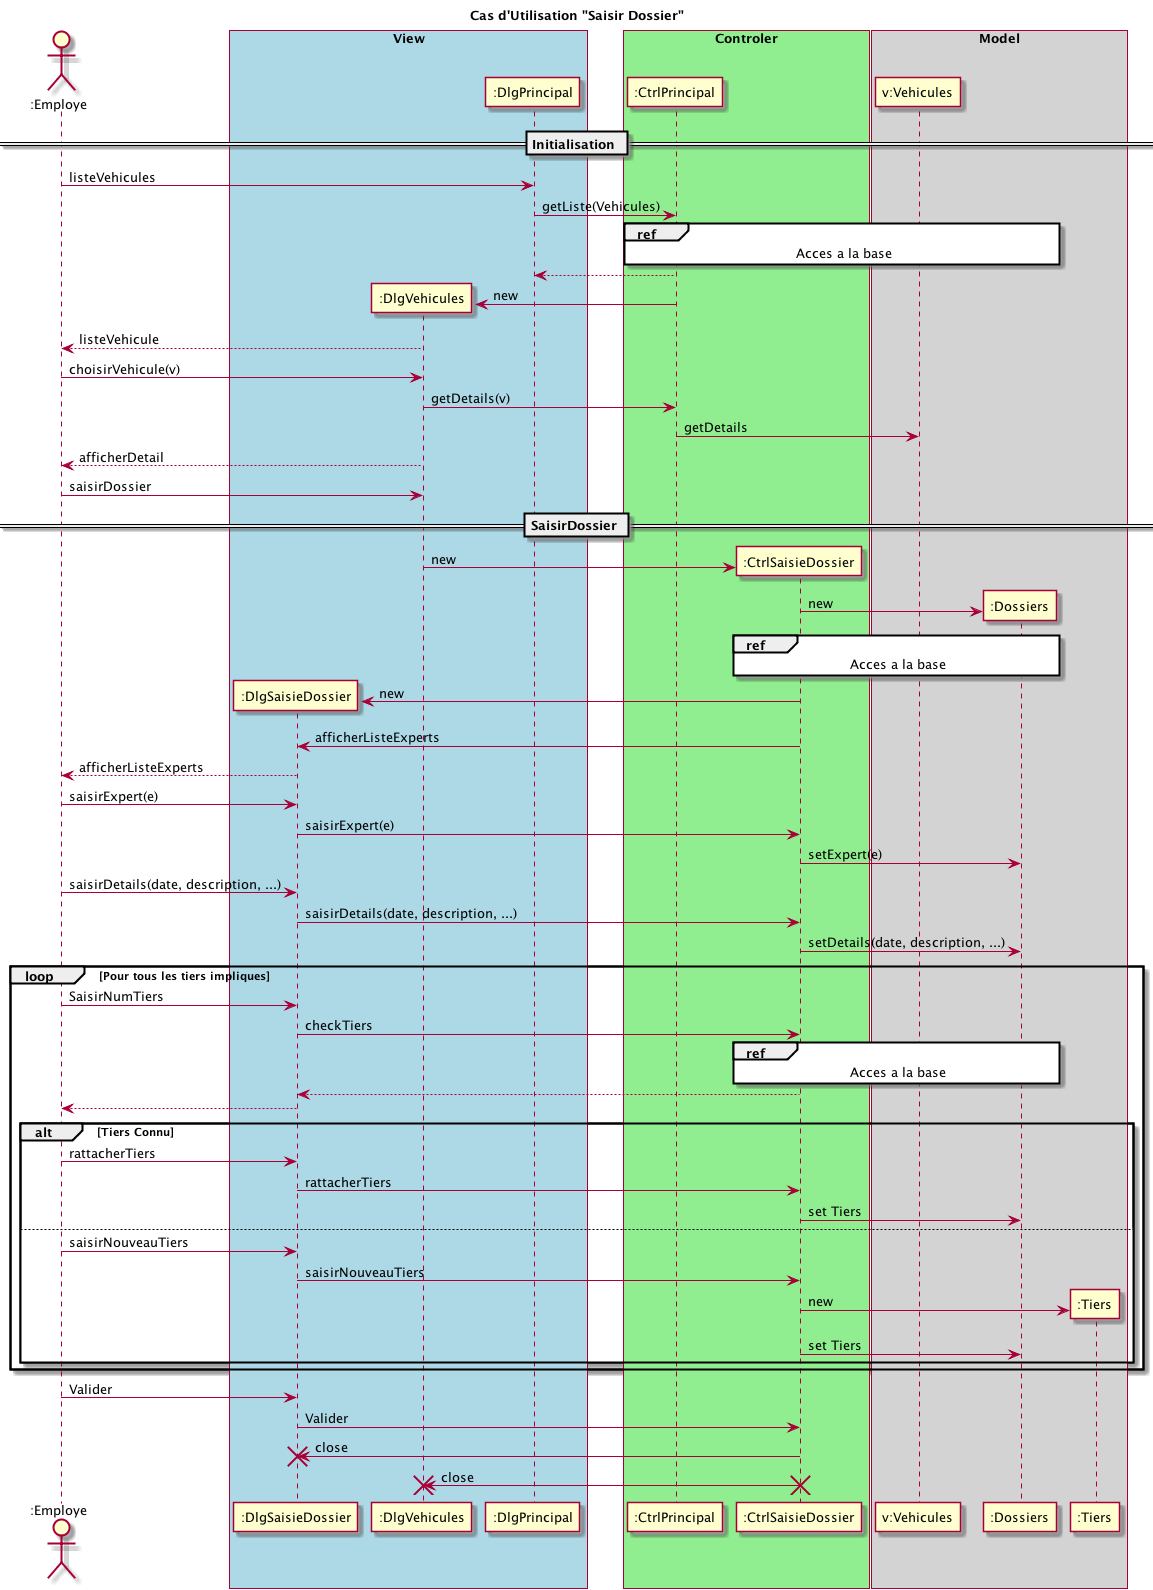 Cas d'Utilisation "Saisir Dossier"
View
Controler
Model
:Employe
:DlgPrincipal
:CtrlPrincipal
v:Vehicules
Initialisation
listeVehicules
getListe(Vehicules)
ref
Acces a la base
:DlgVehicules
new
listeVehicule
choisirVehicule(v)
getDetails(v)
getDetails
afficherDetail
saisirDossier
SaisirDossier
new
:CtrlSaisieDossier
new
:Dossiers
ref
Acces a la base
:DlgSaisieDossier
new
afficherListeExperts
afficherListeExperts
saisirExpert(e)
saisirExpert(e)
setExpert(e)
saisirDetails(date, description, ...)
saisirDetails(date, description, ...)
setDetails(date, description, ...)
loop
[Pour tous les tiers impliques]
SaisirNumTiers
checkTiers
ref
Acces a la base
alt
[Tiers Connu]
rattacherTiers
rattacherTiers
set Tiers
saisirNouveauTiers
saisirNouveauTiers
new
:Tiers
set Tiers
Valider
Valider
close
close
:Employe
:DlgSaisieDossier
:DlgVehicules
:DlgPrincipal
:CtrlPrincipal
:CtrlSaisieDossier
v:Vehicules
:Dossiers
:Tiers